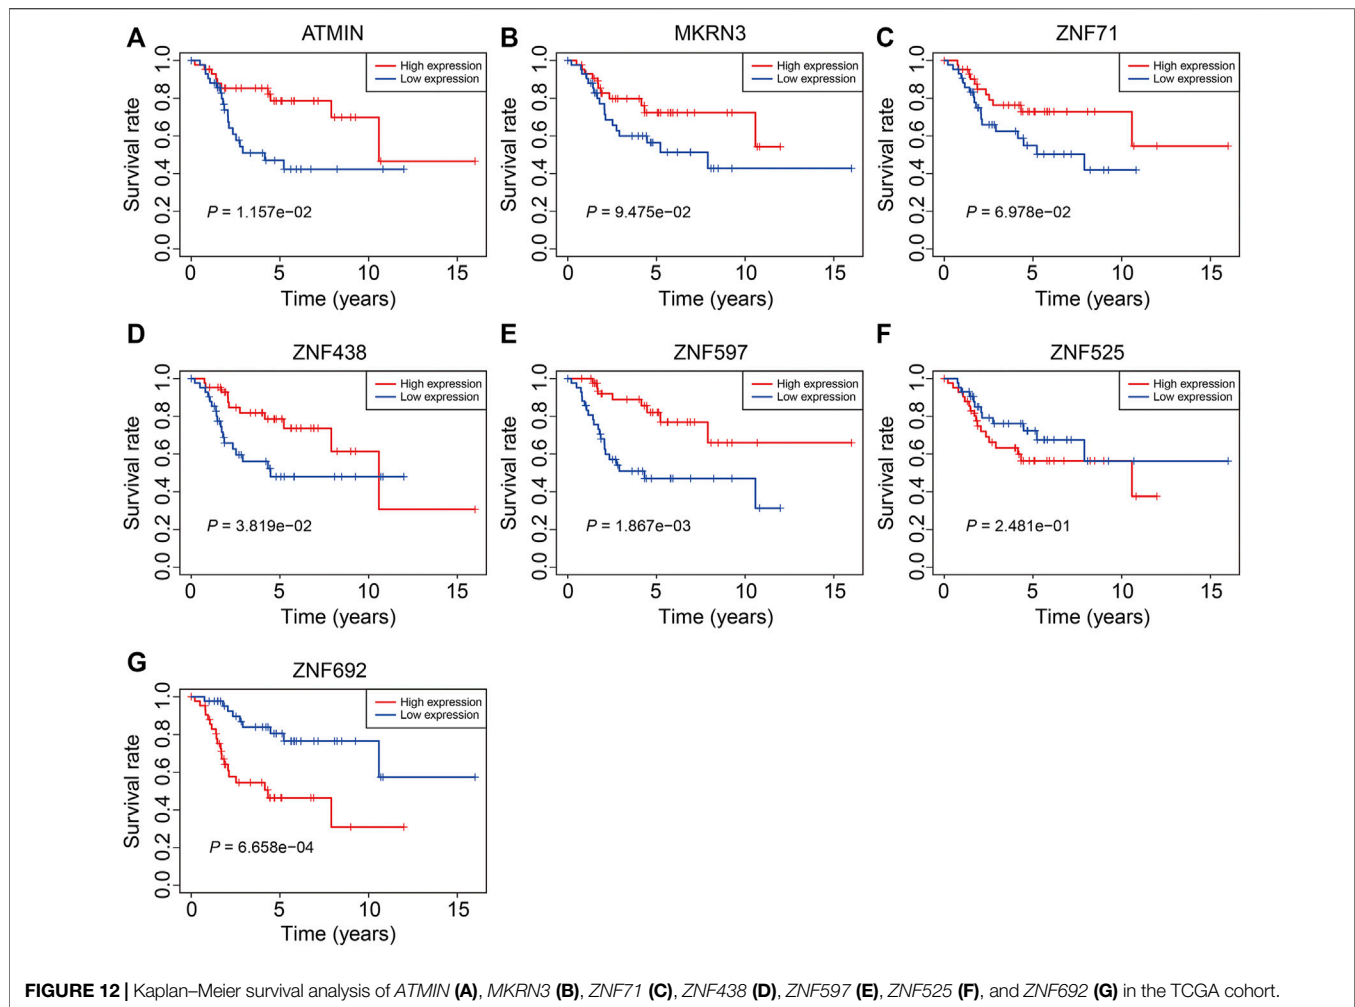 A
ATMIN
High expression
Low expression
Survival rate
0.0 0.2 0.4 0.6 0.8 1.0
P = 1.157e−02
0 5 10 15
Time (years)
B
MKRN3
High expression
Low expression
Survival rate
0.0 0.2 0.4 0.6 0.8 1.0
P = 9.475e−02
0 5 10 15
Time (years)
C
ZNF71
High expression
Low expression
Survival rate
0.0 0.2 0.4 0.6 0.8 1.0
P = 6.978e−02
0 5 10 15
Time (years)
D
ZNF438
High expression
Low expression
Survival rate
0.0 0.2 0.4 0.6 0.8 1.0
P = 3.819e−02
0 5 10 15
Time (years)
E
ZNF597
High expression
Low expression
Survival rate
0.0 0.2 0.4 0.6 0.8 1.0
P = 1.867e−03
0 5 10 15
Time (years)
F
ZNF525
High expression
Low expression
Survival rate
0.0 0.2 0.4 0.6 0.8 1.0
P = 2.481e−01
0 5 10 15
Time (years)
G
ZNF692
High expression
Low expression
Survival rate
0.0 0.2 0.4 0.6 0.8 1.0
P = 6.658e−04
0 5 10 15
Time (years)
FIGURE 12 | Kaplan–Meier survival analysis of ATMIN (A), MKRN3 (B), ZNF71 (C), ZNF438 (D), ZNF597 (E), ZNF525 (F), and ZNF692 (G) in the TCGA cohort.